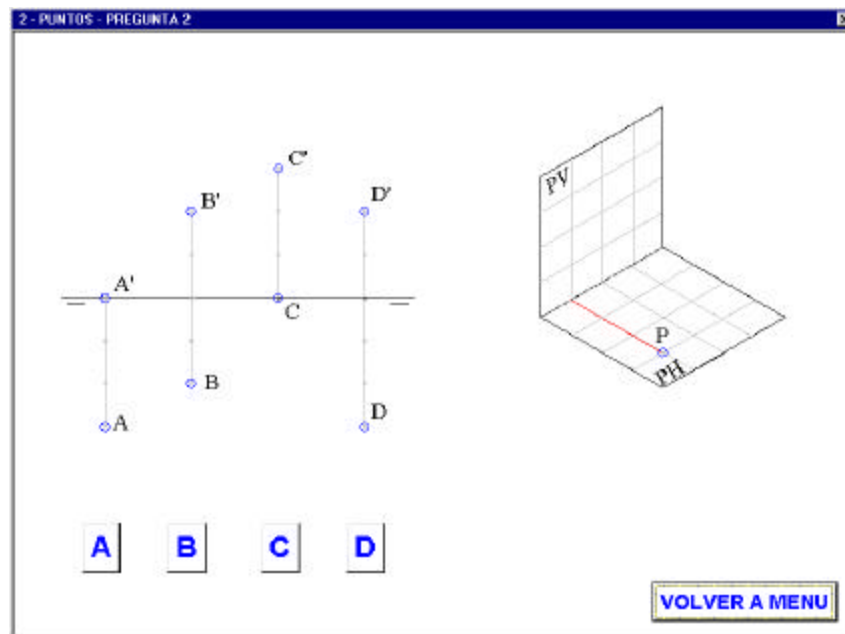 2 - PUNTOS - PREGUNTA 2
C'
B'
D'
PV
A'
C
P
B
PH
A
D
A B C D
VOLVER A MENU